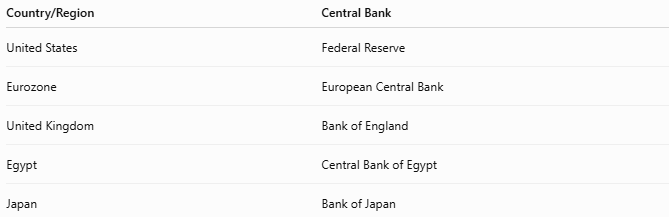 Country/Region Central Bank
United States Federal Reserve
Eurozone European Central Bank
United Kingdom Bank of England
Egypt Central Bank of Egypt
Japan Bank of Japan